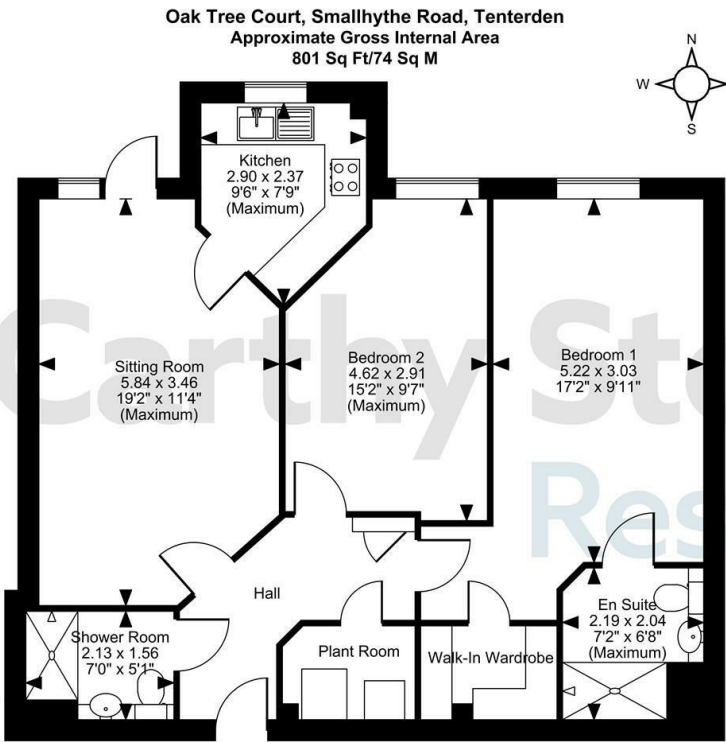 Oak Tree Court, Smallhythe Road, Tenterden
Approximate Gross Internal Area
801 Sq Ft/74 Sq M
N
W
S
Kitchen
2.90 x 2.37
9'6" x 7'9"
(Maximum)
Sitting Room
5.84 x 3.46
19'2" x 11'4"
(Maximum)
Bedroom 2
4.62 x 2.91
15'2" x 9'7"
(Maximum)
Bedroom 1
5.22 x 3.03
17'2" x 9'11"
Carthy Sto
Res
Hall
Shower Room
2.13 x 1.56
7'0" x 5'1"
Plant Room
Walk-In Wardrobe
En Suite
2.19 x 2.04
7'2" x 6'8"
(Maximum)